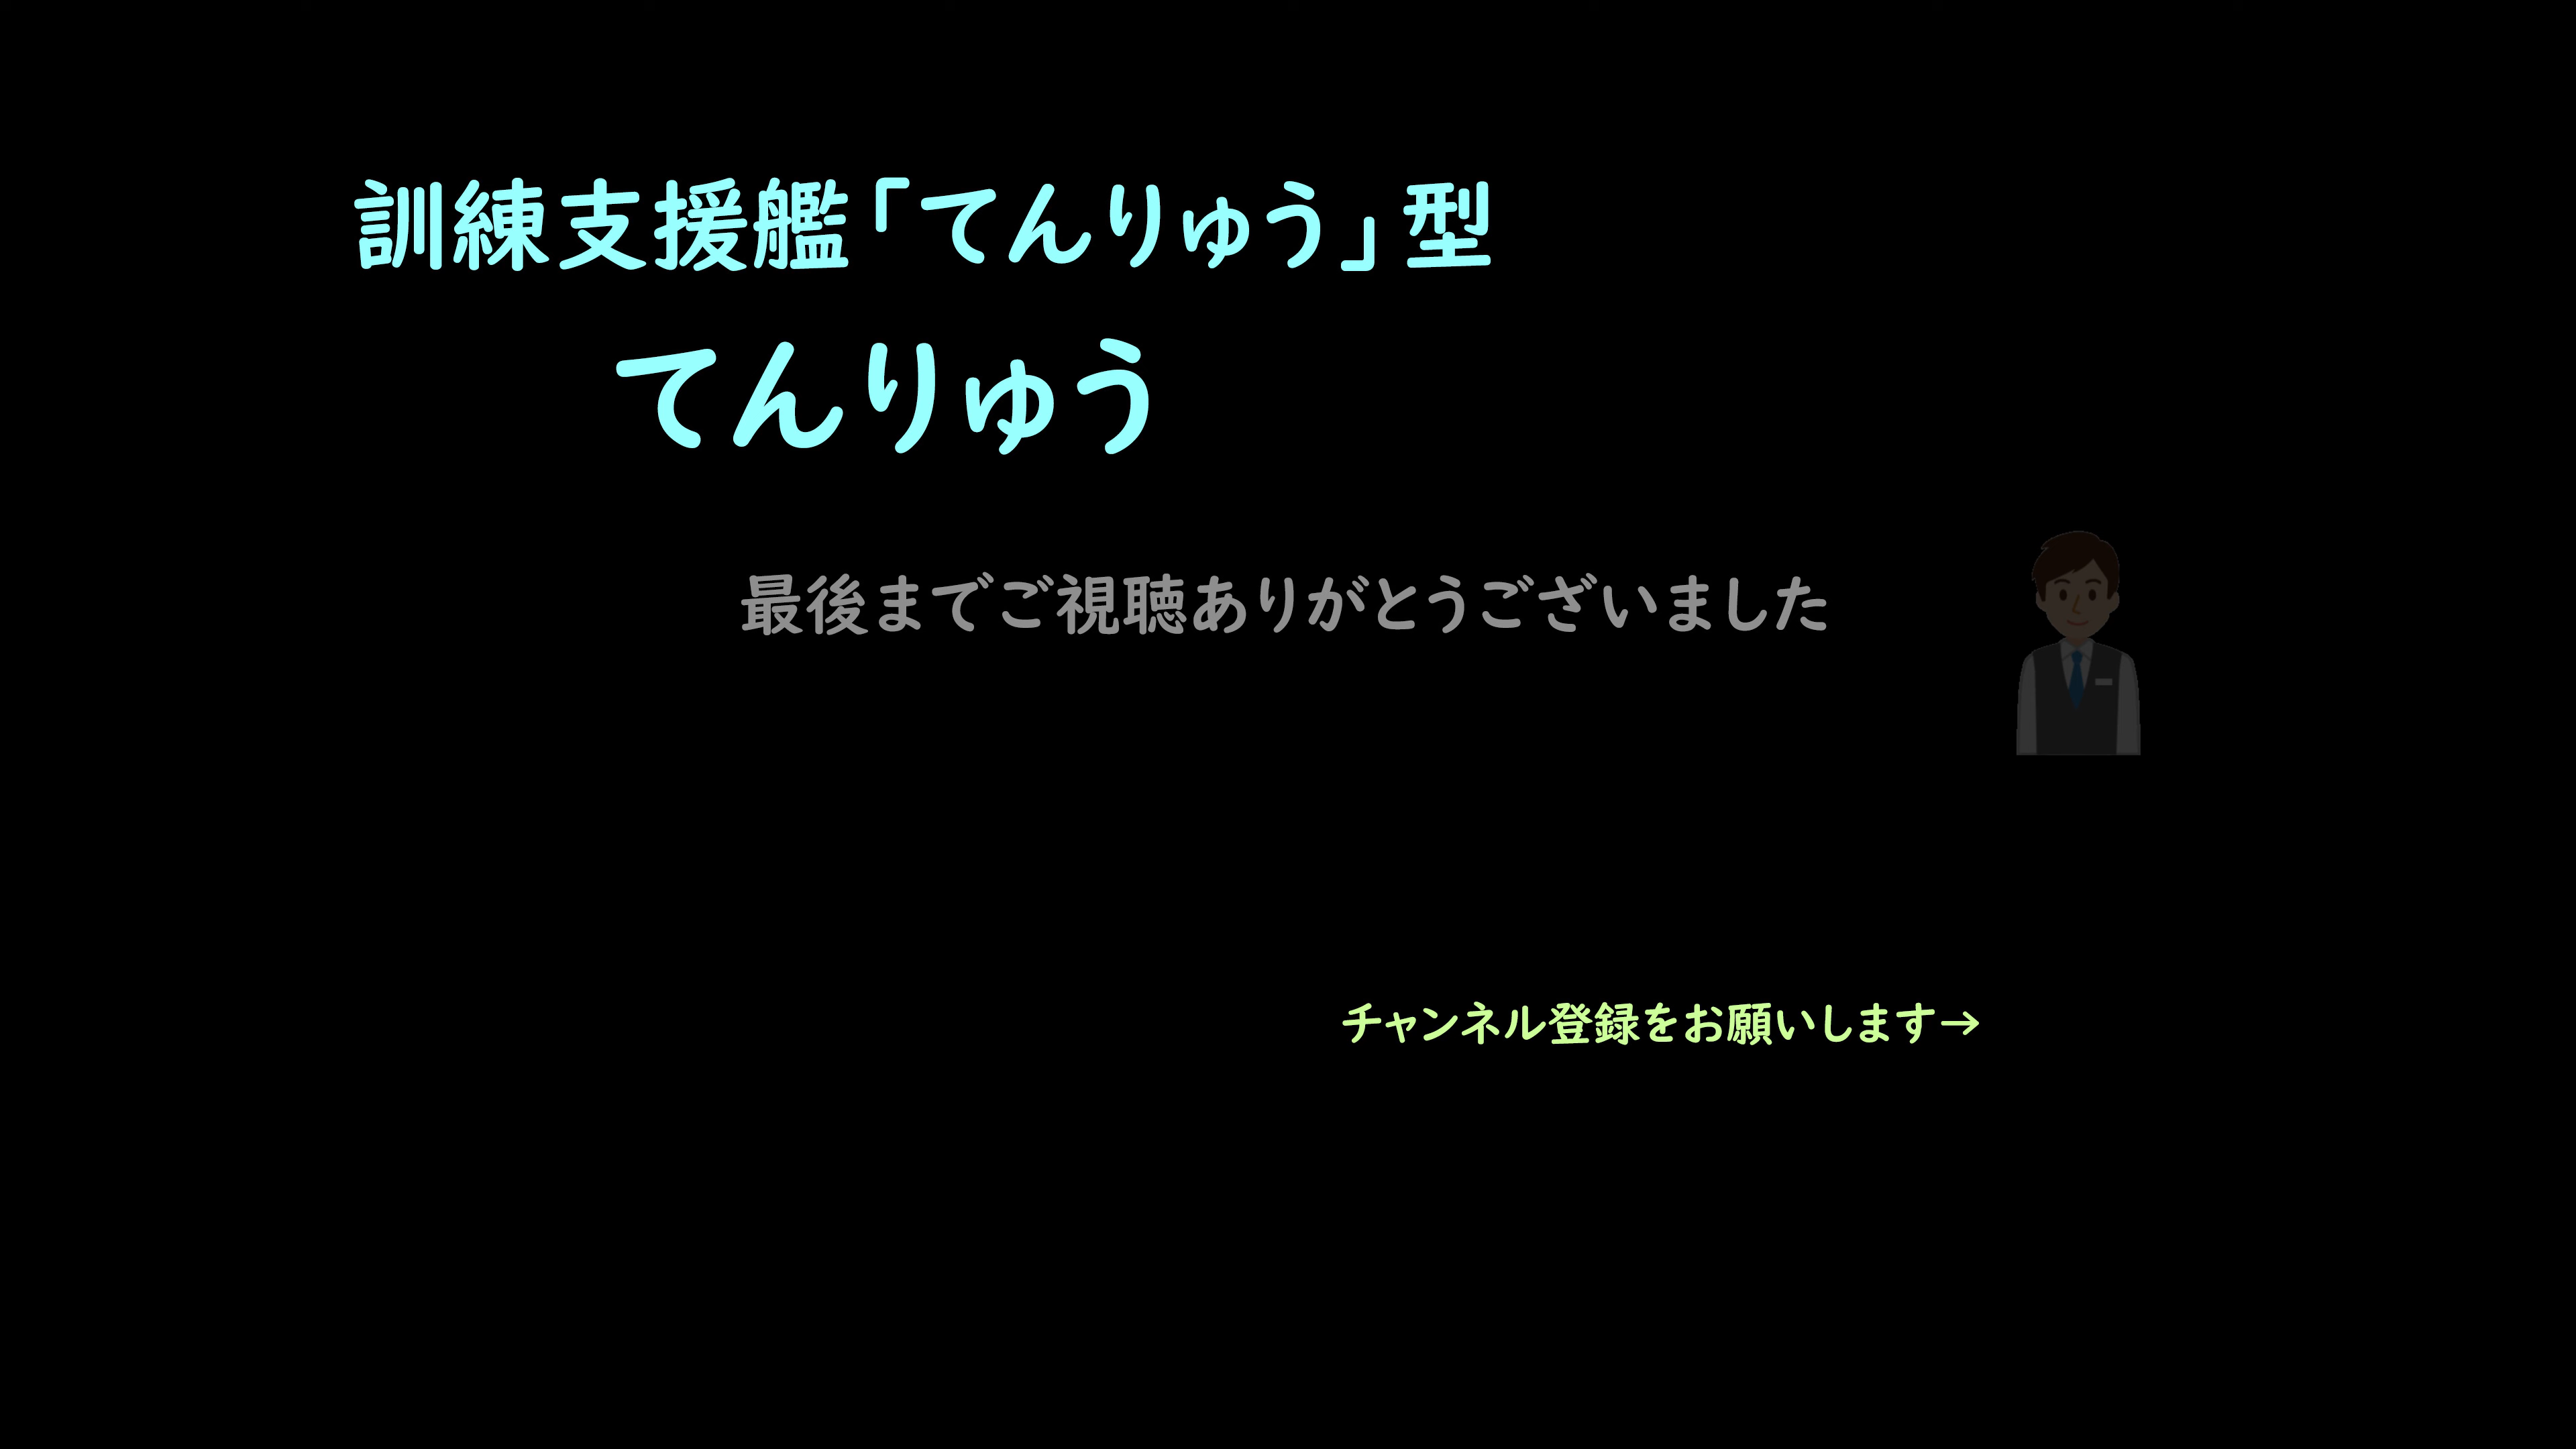 訓練支援艦「てんりゅう」型
てんりゅう
最後までご視聴ありがとうございました
チャンネル登録をお願いします→